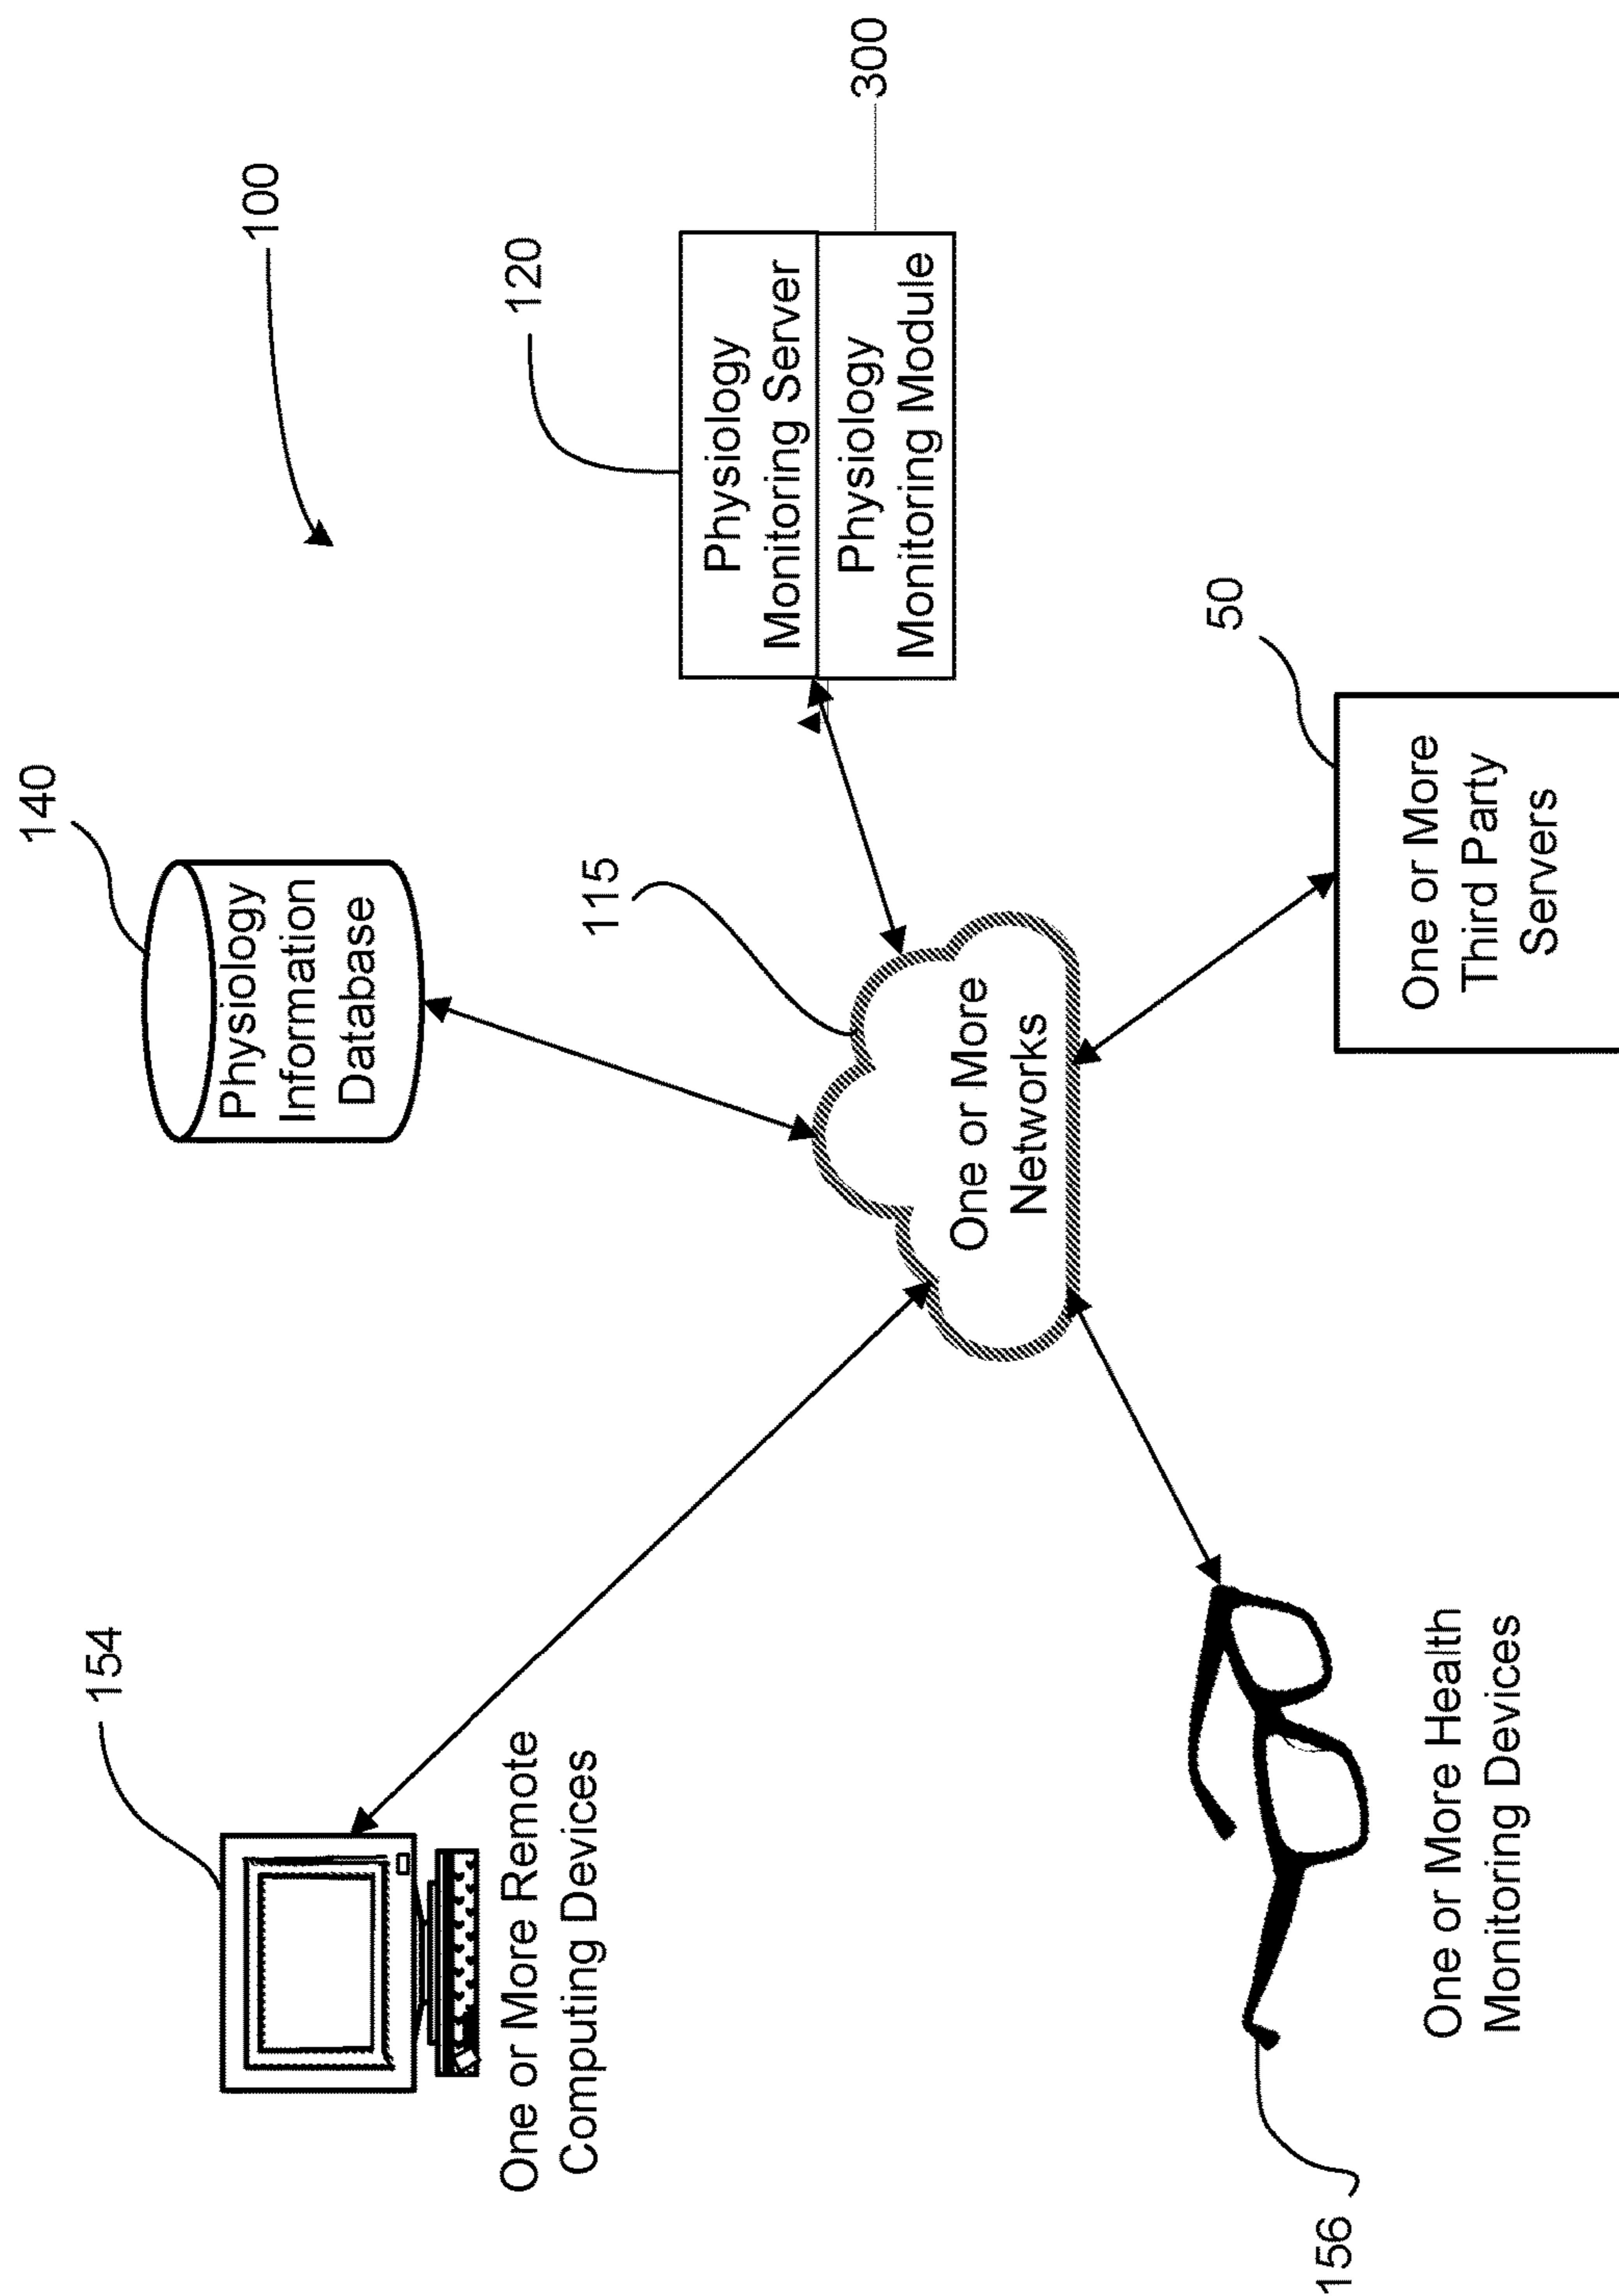 100
140
Physiology
Information
Database
154
One or More Remote
Computing Devices
115
One or More
Networks
120
Physiology
Monitoring Server
Physiology
Monitoring Module
300
156
One or More Health
Monitoring Devices
50
One or More
Third Party
Servers